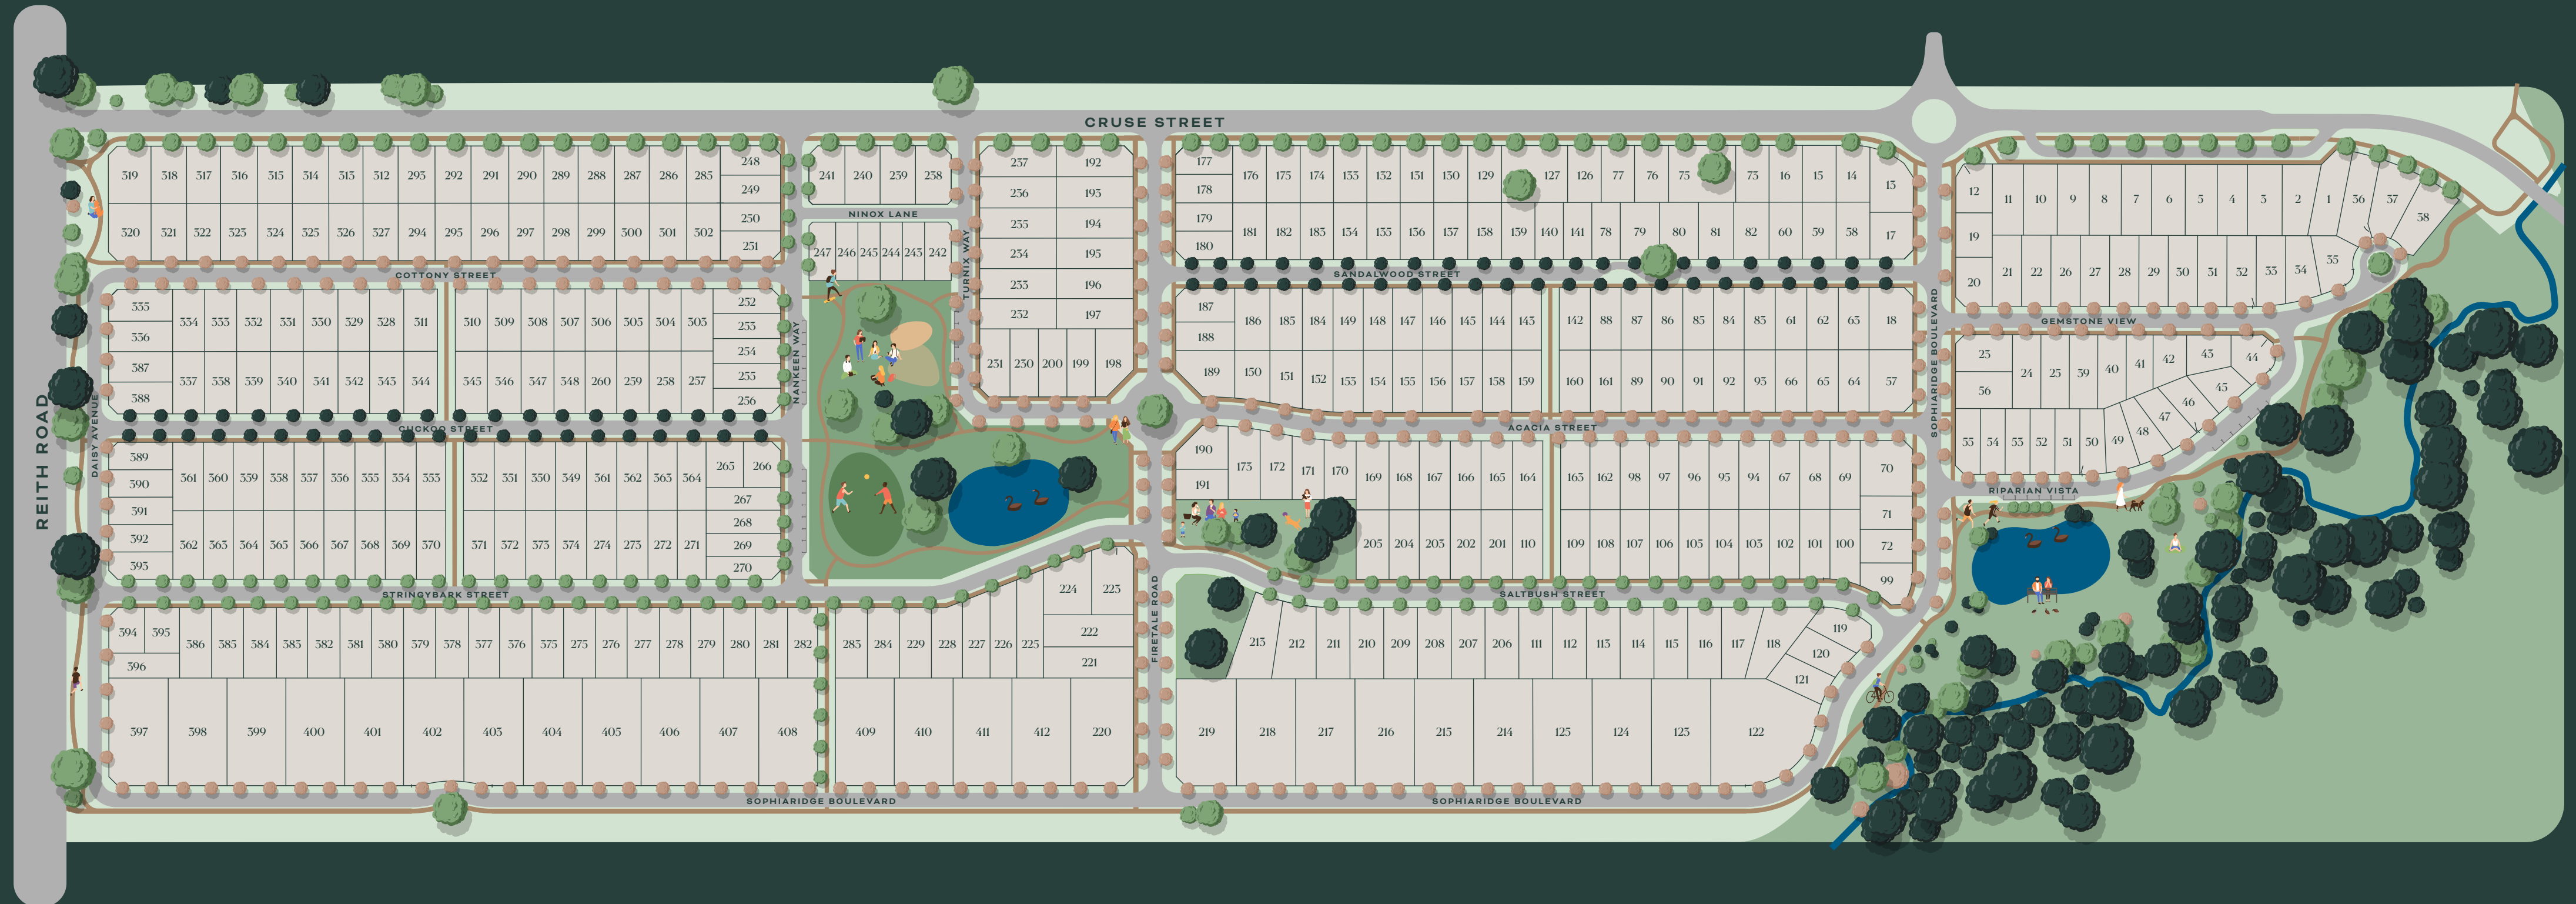 CRUSE STREET
319 318 317 316 315 314 313 312 293 292 291 290 289 288 287 286 285 248
249
320 321 322 323 324 325 326 327 294 295 296 297 298 299 300 301 302 250
251
241 240 239 238
NINOX LANE
247 246 245 244 243 242
TURNIX WAY
237 192
236 193
235 194
234 195
233 196
232 197
231 230 200 199 198
177 176 175 174 133 132 131 130 129 127 126 77 76 75 73 16 15 14 13
178
179 181 182 183 134 135 136 137 138 139 140 141 78 79 80 81 82 60 59 58 17
180
12 11 10 9 8 7 6 5 4 3 2 1 36 37 38
19
20 21 22 26 27 28 29 30 31 32 33 34 35
COTTONY STREET
SANDALWOOD STREET
335 334 333 332 331 330 329 328 311 310 309 308 307 306 305 304 303 252
336 253
387 337 338 339 340 341 342 343 344 345 346 347 348 260 259 258 257 254
388 255
256
NANKEEN WAY
187 186 185 184 149 148 147 146 145 144 143 142 88 87 86 85 84 83 61 62 63 18
188
189 150 151 152 153 154 155 156 157 158 159 160 161 89 90 91 92 93 66 65 64 57
SOPHIARIDGE BOULEVARD
GEMSTONE VIEW
23 24 25 39 40 41 42 43 44
56 45
55 54 53 52 51 50 49 48 47 46
RIPARIAN VISTA
REITH ROAD
DAISY AVENUE
CUCKOO STREET
ACACIA STREET
389 361 360 359 358 357 356 355 354 353 352 351 350 349 361 362 363 364 265 266
390 267
391 268
392 362 363 364 365 366 367 368 369 370 371 372 373 374 274 273 272 271 269
393 270
190 173 172 171 170 169 168 167 166 165 164 163 98 97 96 95 94 67 68 69 70
191 71
205 204 203 202 201 110 109 108 107 106 105 104 103 102 101 100 72
99
STRINGYBARK STREET
SALTBUSH STREET
FIRETALE ROAD
394 395 386 385 384 383 382 381 380 379 378 377 376 375 275 276 277 278 279 280 281 282 283 284 229 228 227 226 225 224 223
396 222
221
213 212 211 210 209 208 207 206 111 112 113 114 115 116 117 118 119
120
121
397 398 399 400 401 402 403 404 405 406 407 408 409 410 411 412 220
219 218 217 216 215 214 125 124 123 122
SOPHIARIDGE BOULEVARD
SOPHIARIDGE BOULEVARD